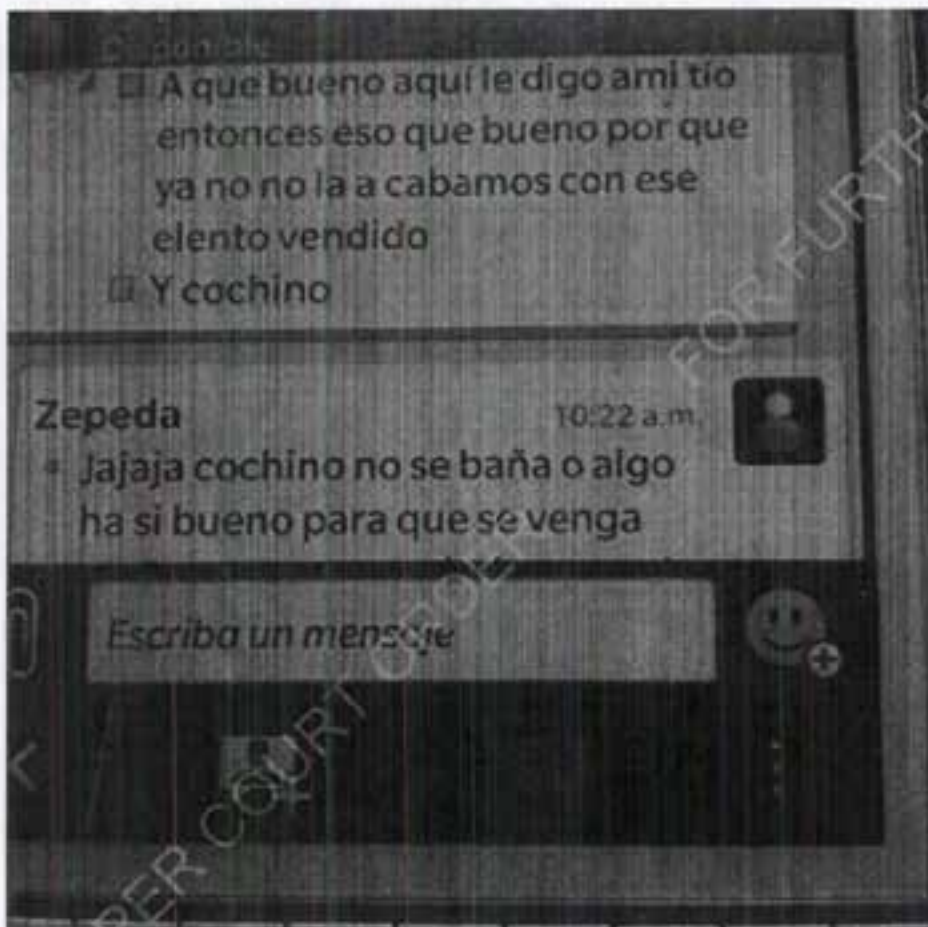 Disponible
A que bueno aquí le digo ami tio
entonces eso que bueno por que
ya no no la a cabamos con ese
elento vendido
Y cochino
Zepeda
10:22 a.m.
Jajaja cochino no se baña o algo
ha si bueno para que se venga
Escriba un mensaje
PER COURT ORDER
FOR FURTH